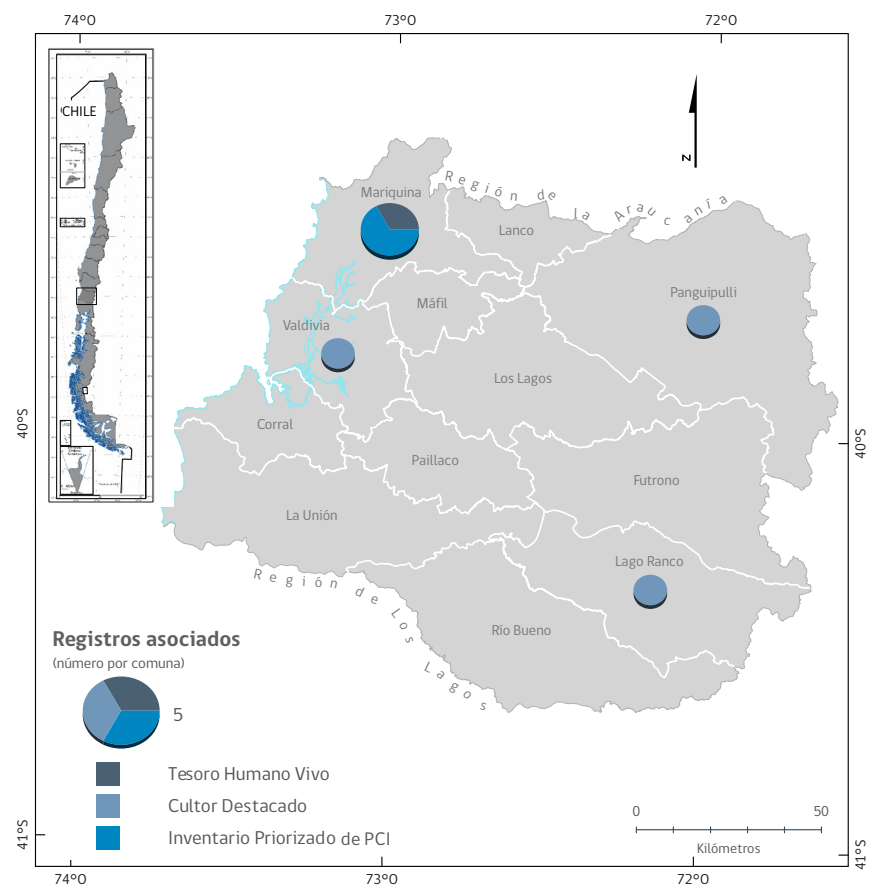 74°O 73°O 72°O
CHILE
N
Región de la Araucanía
Mariquina
Lanco
Panguipulli
Máfil
Valdivia
Los Lagos
Corral
Paillaco
Futrono
La Unión
Lago Ranco
Río Bueno
Región de Los Lagos
40°S
40°S
Registros asociados
(número por comuna)
5
Tesoro Humano Vivo
Cultor Destacado
Inventario Priorizado de PCI
0 50
Kilómetros
41°S
41°S
74°O 73°O 72°O